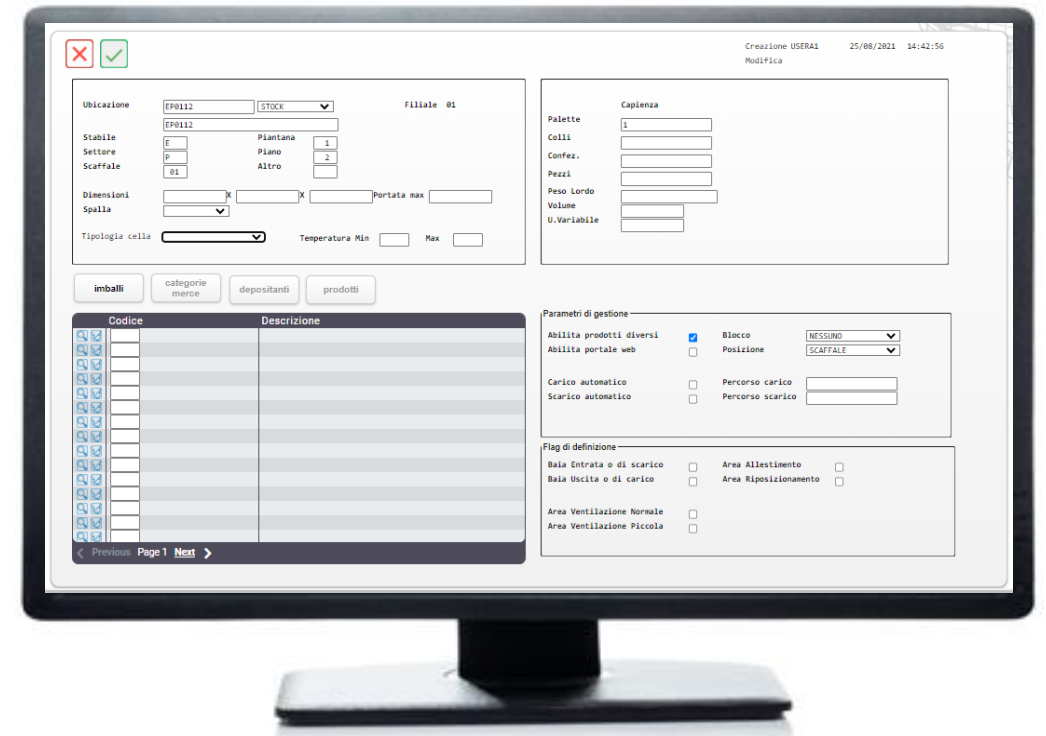 Creazione USERA1 25/08/2021 14:42:56
Modifica
Ubicazione EP0112 STOCK Filiale 01
EP0112
Stabile E Piantana 1
Settore P Piano 2
Scaffale 01 Altro
Dimensioni X X Portata max
Spalla
Tipologia cella Temperatura Min Max
Capienza
Palette 1
Colli
Confez.
Pezzi
Peso Lordo
Volume
U.Variabile
imballi categorie merce depositanti prodotti
Codice Descrizione
Previous Page 1 Next
Parametri di gestione
Abilita prodotti diversi Blocco NESSUNO
Abilita portale web Posizione SCAFFALE
Carico automatico Percorso carico
Scarico automatico Percorso scarico
Flag di definizione
Baia Entrata o di scarico Area Allestimento
Baia Uscita o di carico Area Riposizionamento
Area Ventilazione Normale
Area Ventilazione Piccola